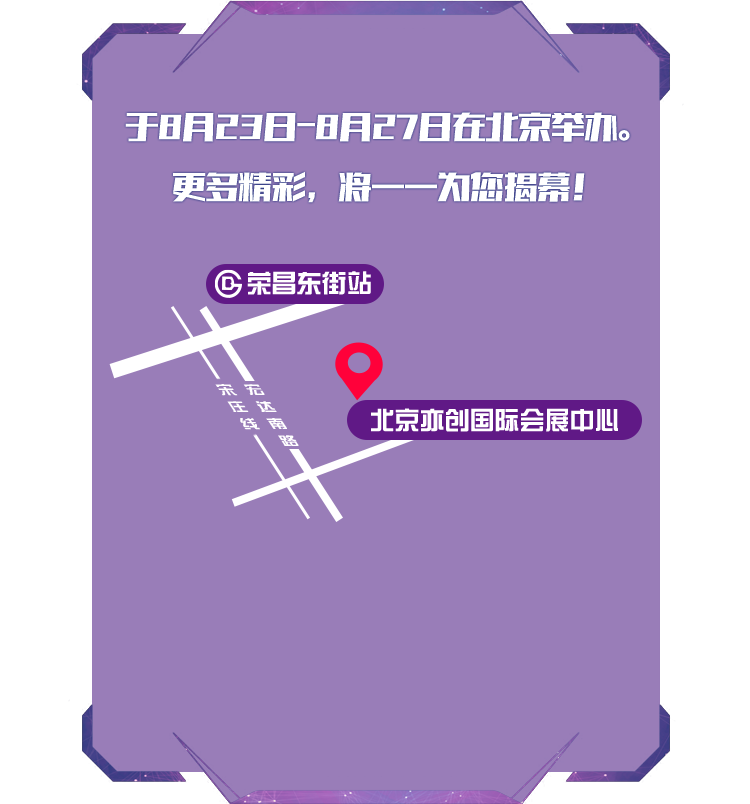 于8月23日-8月27日在北京举办。
更多精彩，将一一为您揭幕！
荣昌东街站
北京亦创国际会展中心
宋庄线
宏达南路